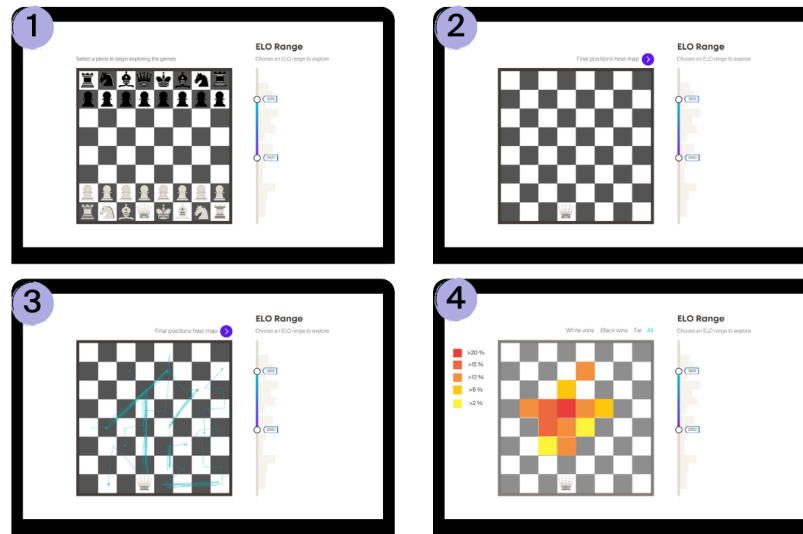 1
ELO Range
Select a piece to begin exploring the games
Choose an ELO range to explore
2
ELO Range
Final positions heat map
Choose an ELO range to explore
3
ELO Range
Final positions heat map
Choose an ELO range to explore
4
ELO Range
White wins Black wins Tie All
Choose an ELO range to explore
>20 %
>15 %
>10 %
>5 %
>2 %